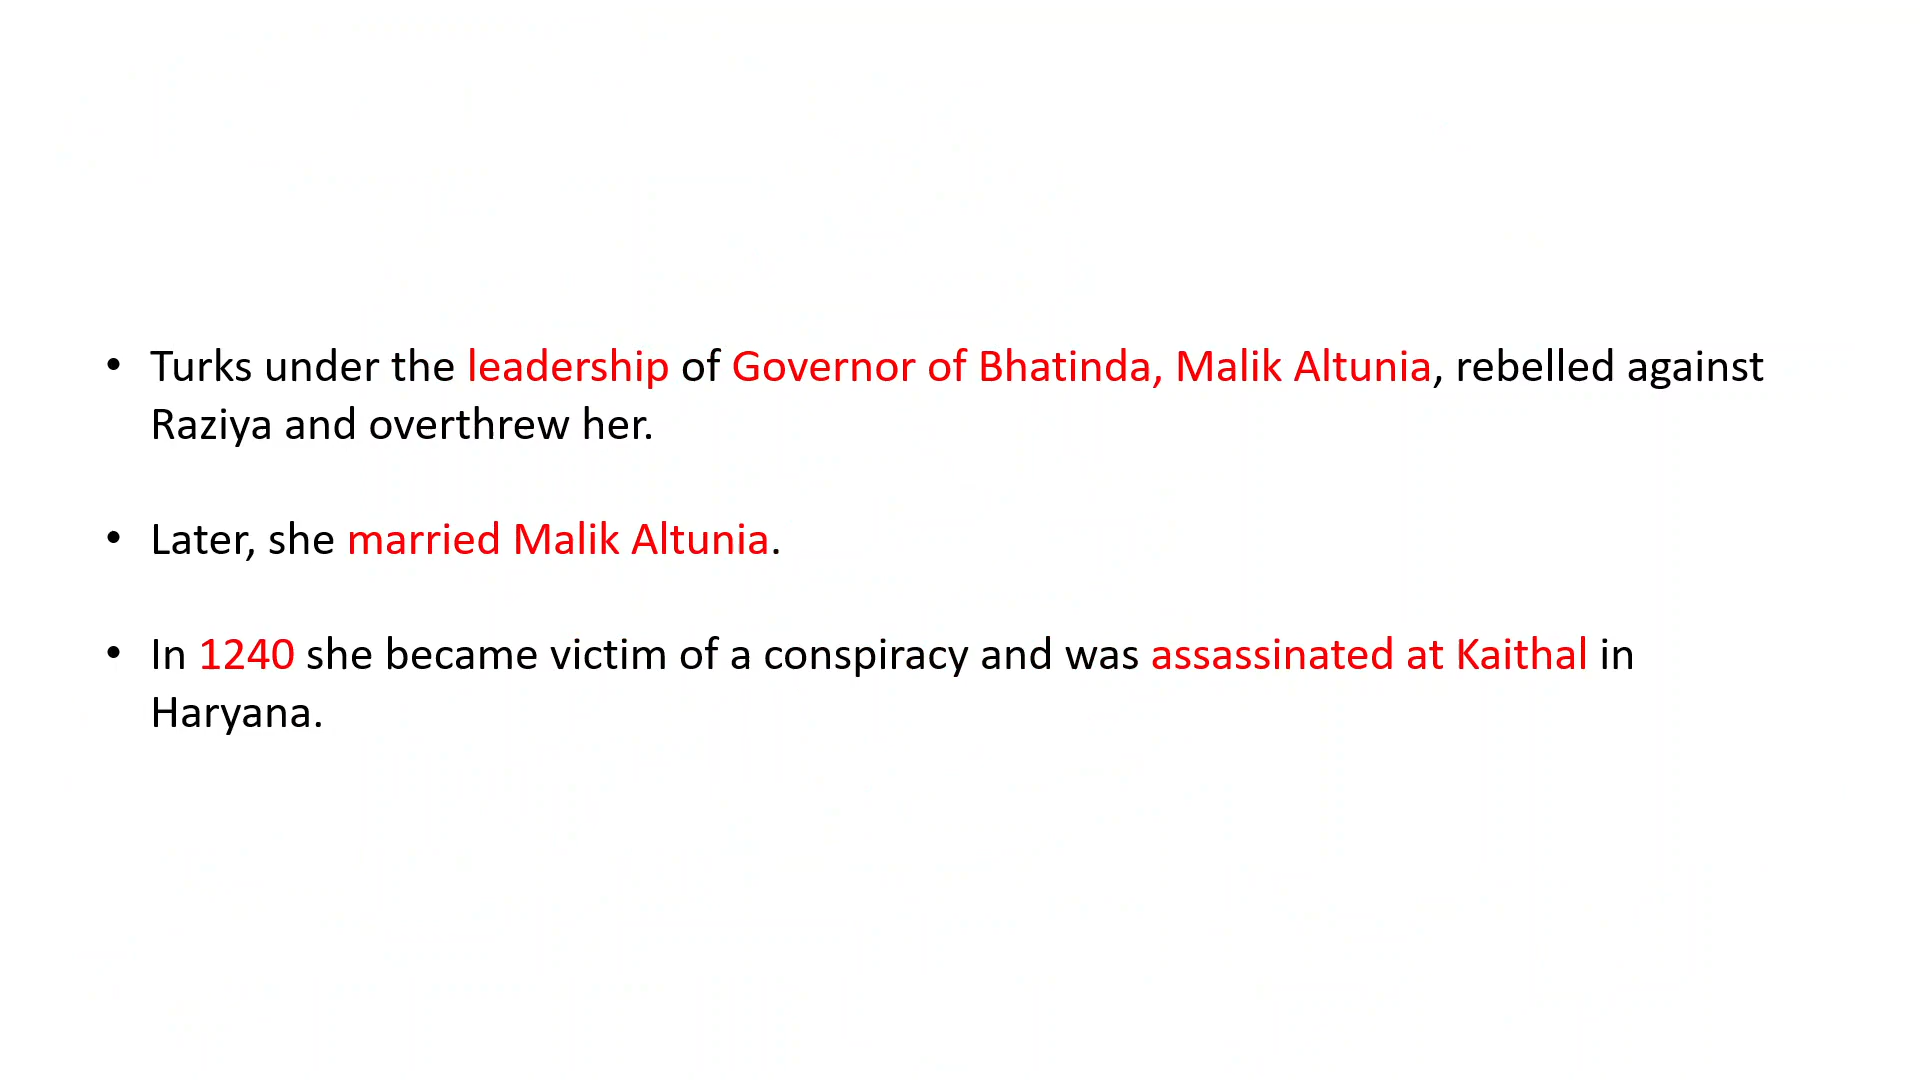 • Turks under the leadership of Governor of Bhatinda, Malik Altunia, rebelled against
Raziya and overthrew her.
• Later, she married Malik Altunia.
• In 1240 she became victim of a conspiracy and was assassinated at Kaithal in
Haryana.